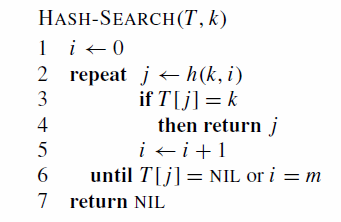 HASH-SEARCH(T, k)
1 i ← 0
2 repeat j ← h(k, i)
3 if T[j] = k
4 then return j
5 i ← i + 1
6 until T[j] = NIL or i = m
7 return NIL